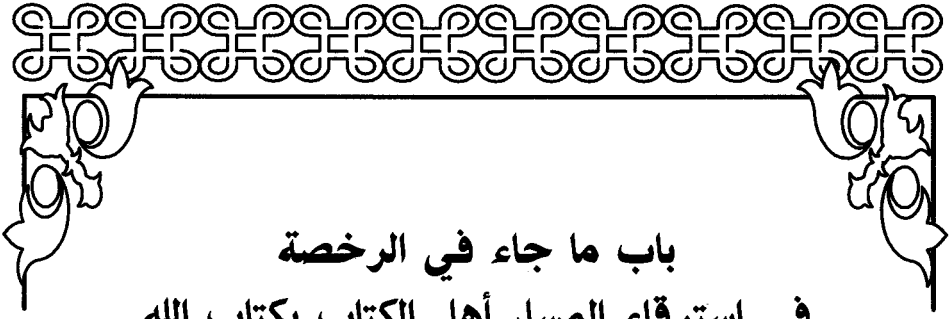 باب ما جاء في الرخصة
في استرقاء المسلم أهل الكتاب بكتاب الله